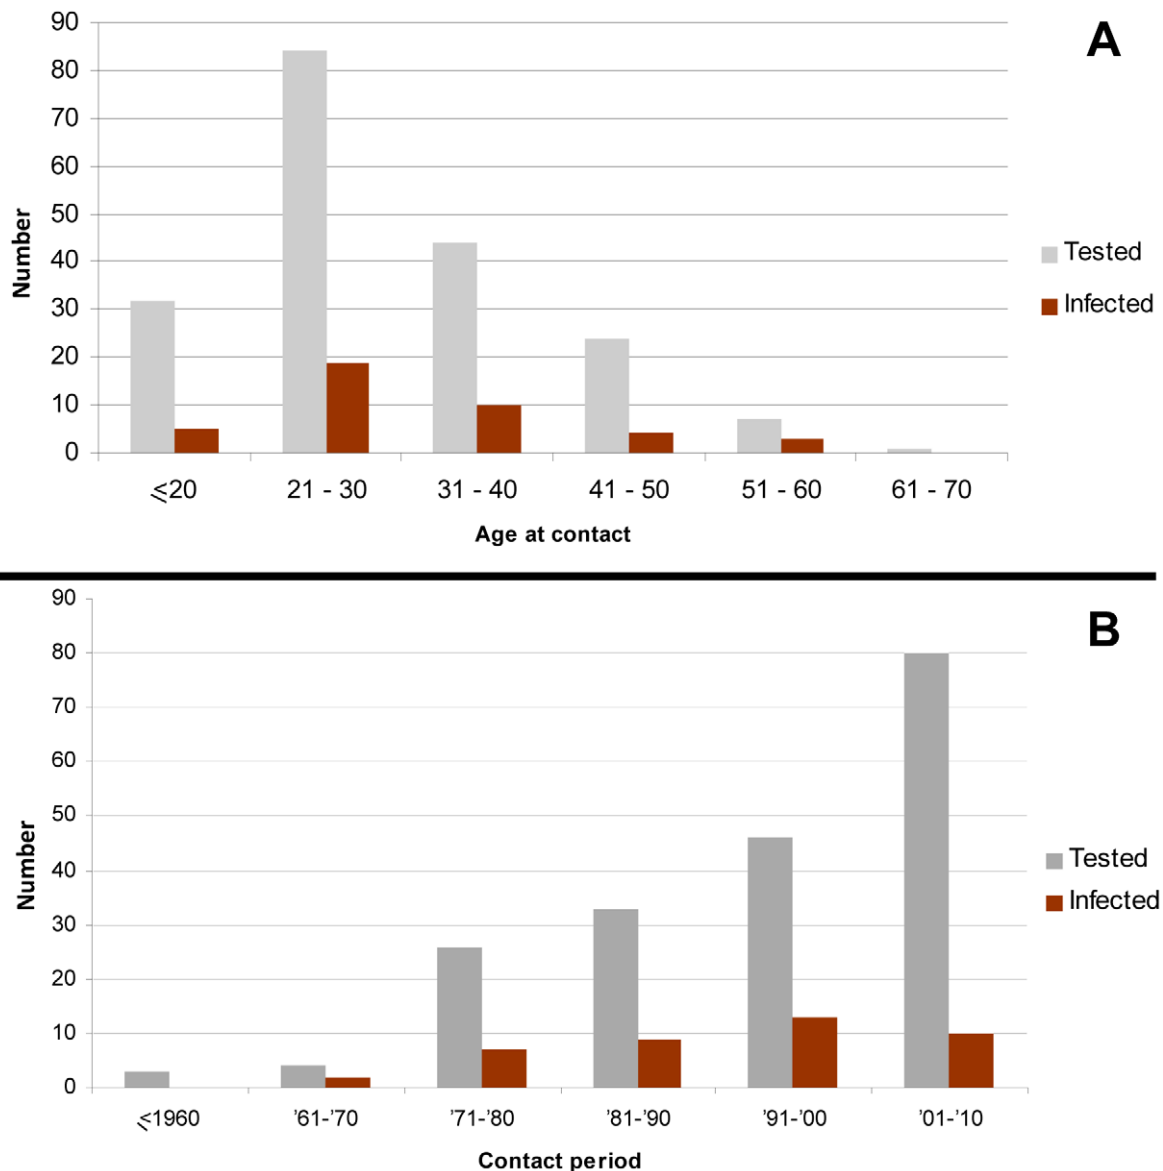 A
90
80
70
60
50
40
30
20
10
0
Number
⩽20 21 - 30 31 - 40 41 - 50 51 - 60 61 - 70
Age at contact
Tested
Infected
B
90
80
70
60
50
40
30
20
10
0
Number
⩽1960 ’61-’70 ’71-’80 ’81-’90 ’91-’00 ’01-’10
Contact period
Tested
Infected